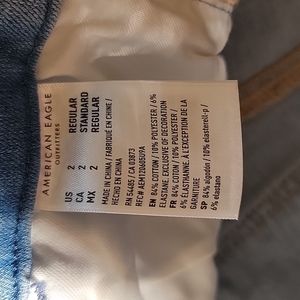 AMERICAN EAGLE
OUTFITTERS
US 2 REGULAR
CA 2 STANDARD
MX 2 REGULAR
MADE IN CHINA / FABRIQUÉ EN CHINE /
HECHO EN CHINA
RN 54485 / CA 03873
EN 84% COTTON / 10% POLYESTER / 6%
ELASTANE. EXCLUSIVE OF DECORATION
FR 84% COTON / 10% POLYESTER /
6% ÉLASTHANNE. À L'EXCEPTION DE LA
GARNITURE
SP 84% algodón / 10% elasterell-p /
6% elastano